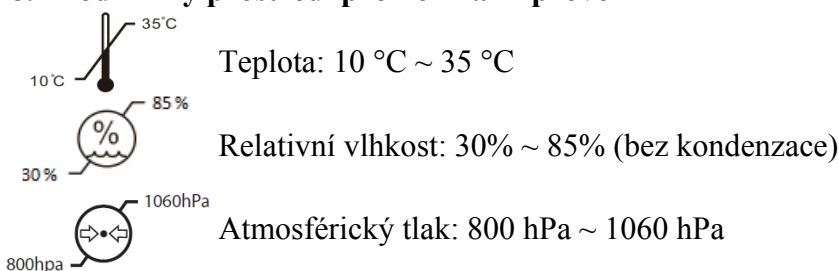 35°C
10°C
Teplota: 10 °C ~ 35 °C
85 %
%
30 %
Relativní vlhkost: 30% ~ 85% (bez kondenzace)
1060hPa
800hpa
Atmosférický tlak: 800 hPa ~ 1060 hPa